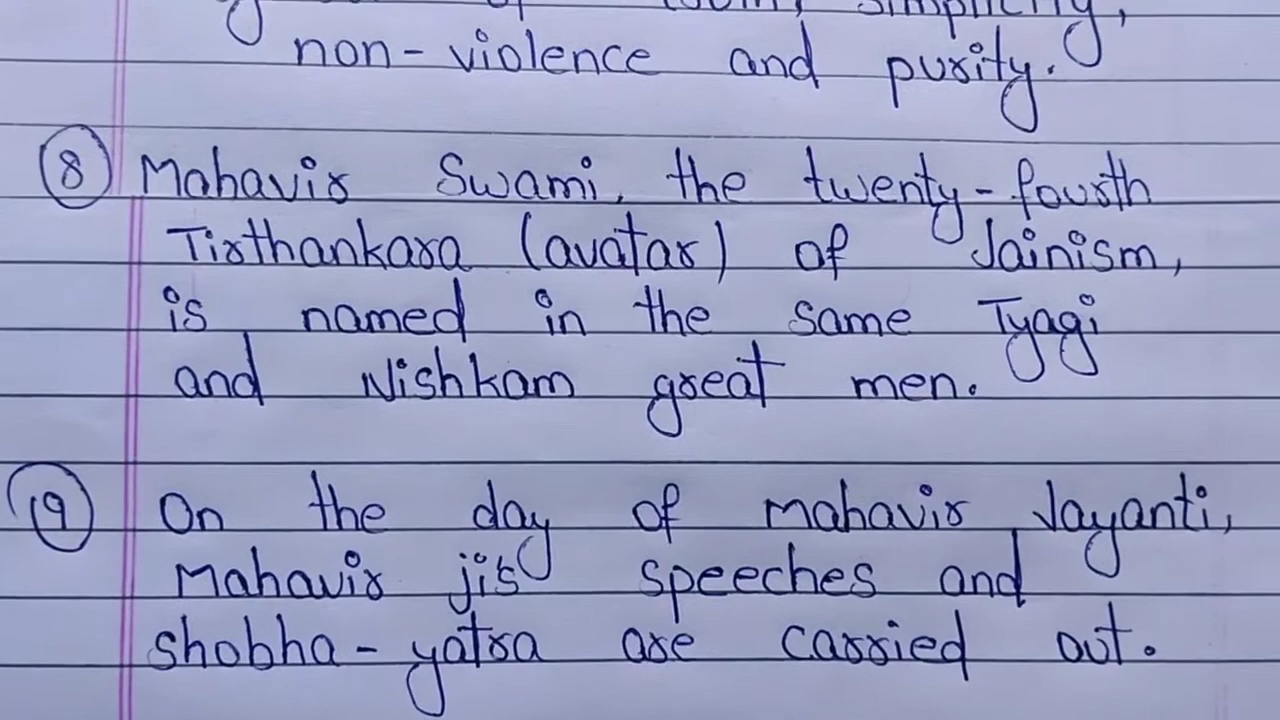 simplicity,
non-violence and purity.
8 Mahavir Swami, the twenty-fourth
Tirthankara (avatar) of Jainism,
is named in the same Tyagi
and Nishkam great men.
9 On the day of mahavir Jayanti,
Mahavir ji's speeches and
shobha-yatra are carried out.